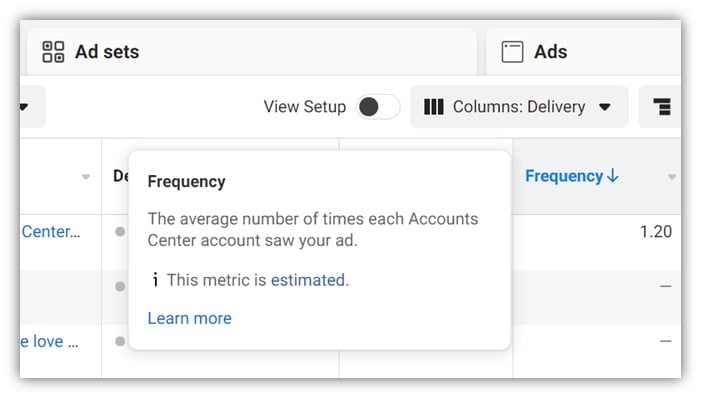 Ad sets
Ads
View Setup
Columns: Delivery
De
Frequency
Frequency
The average number of times each Accounts
Center account saw your ad.
This metric is estimated.
Learn more
Center...
1.20
—
e love ...
—